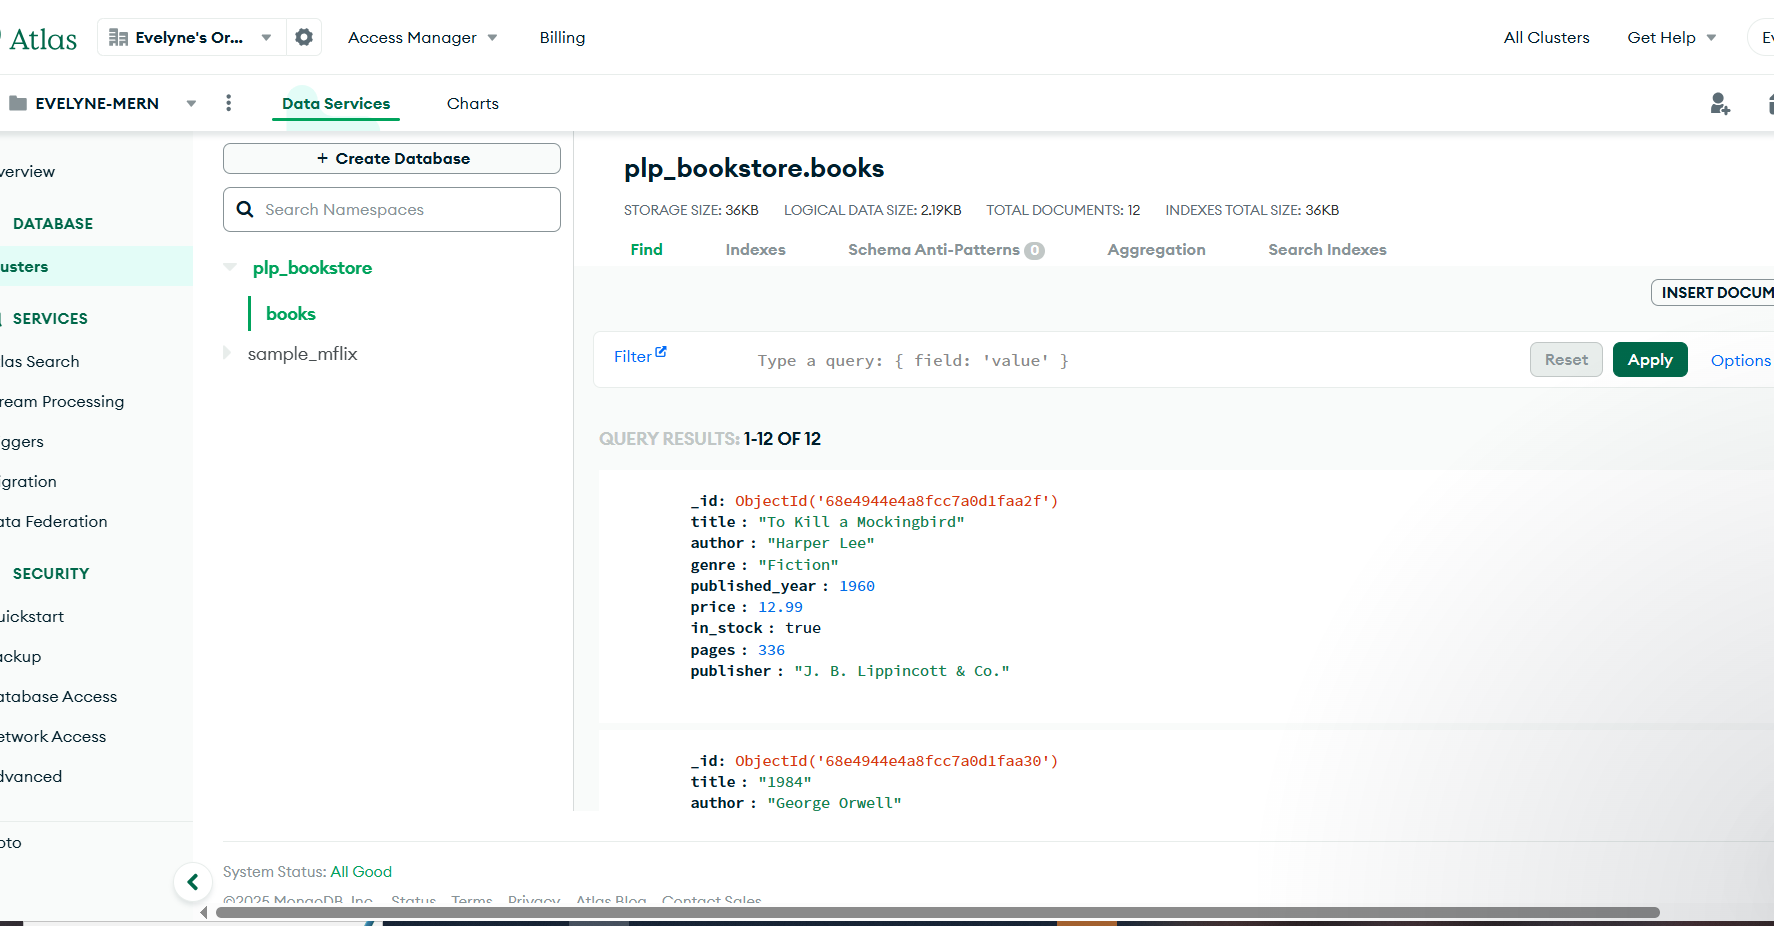 Atlas
Evelyne's Or...
Access Manager
Billing
All Clusters
Get Help
Ev
EVELYNE-MERN
Data Services
Charts
verview
DATABASE
usters
SERVICES
las Search
ream Processing
ggers
igration
ata Federation
SECURITY
uickstart
ackup
atabase Access
etwork Access
dvanced
oto
+ Create Database
Search Namespaces
plp_bookstore
books
sample_mflix
plp_bookstore.books
STORAGE SIZE: 36KB LOGICAL DATA SIZE: 2.19KB TOTAL DOCUMENTS: 12 INDEXES TOTAL SIZE: 36KB
Find Indexes Schema Anti-Patterns 0 Aggregation Search Indexes
INSERT DOCUM
Filter Type a query: { field: 'value' } Reset Apply Options
QUERY RESULTS: 1-12 OF 12
_id: ObjectId('68e4944e4a8fcc7a0d1faa2f')
title : "To Kill a Mockingbird"
author : "Harper Lee"
genre : "Fiction"
published_year : 1960
price : 12.99
in_stock : true
pages : 336
publisher : "J. B. Lippincott & Co."
_id: ObjectId('68e4944e4a8fcc7a0d1faa30')
title : "1984"
author : "George Orwell"
System Status: All Good
©2025 MongoDB, Inc. Status Terms Privacy Atlas Blog Contact Sales